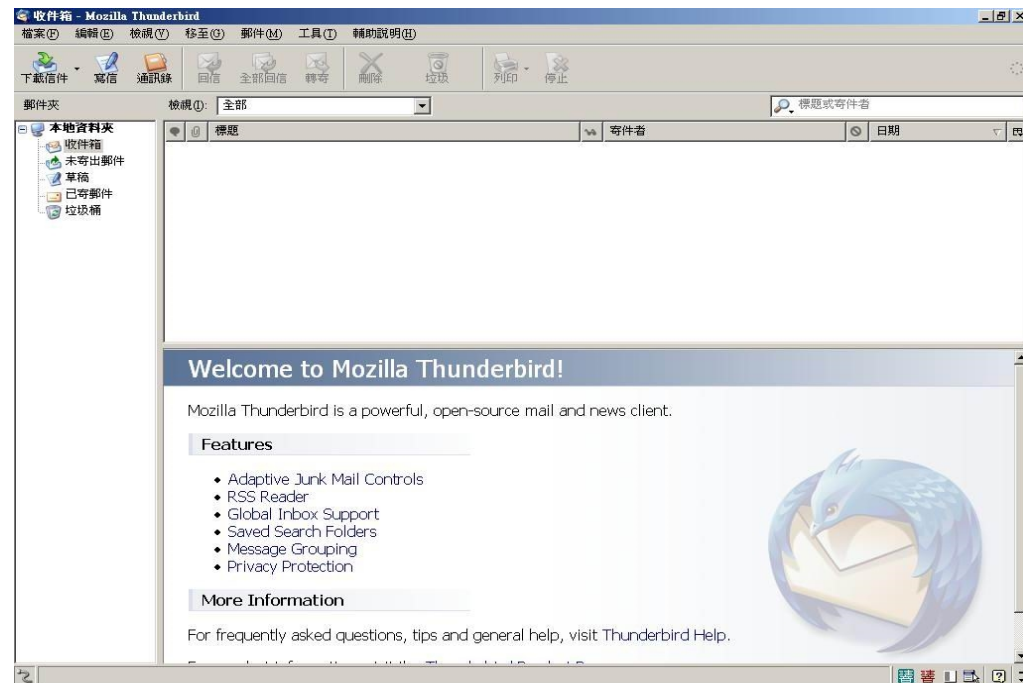 收件箱 - Mozilla Thunderbird
檔案(F) 編輯(E) 檢視(V) 移至(G) 郵件(M) 工具(T) 輔助說明(H)
下載信件 寫信 通訊錄 回信 全部回信 轉寄 刪除 垃圾 列印 停止
郵件夾 檢視(I): 全部 標題或寄件者
本地資料夾
收件箱
未寄出郵件
草稿
已寄郵件
垃圾桶
標題 寄件者 日期
Welcome to Mozilla Thunderbird!
Mozilla Thunderbird is a powerful, open-source mail and news client.
Features
Adaptive Junk Mail Controls
RSS Reader
Global Inbox Support
Saved Search Folders
Message Grouping
Privacy Protection
More Information
For frequently asked questions, tips and general help, visit Thunderbird Help.